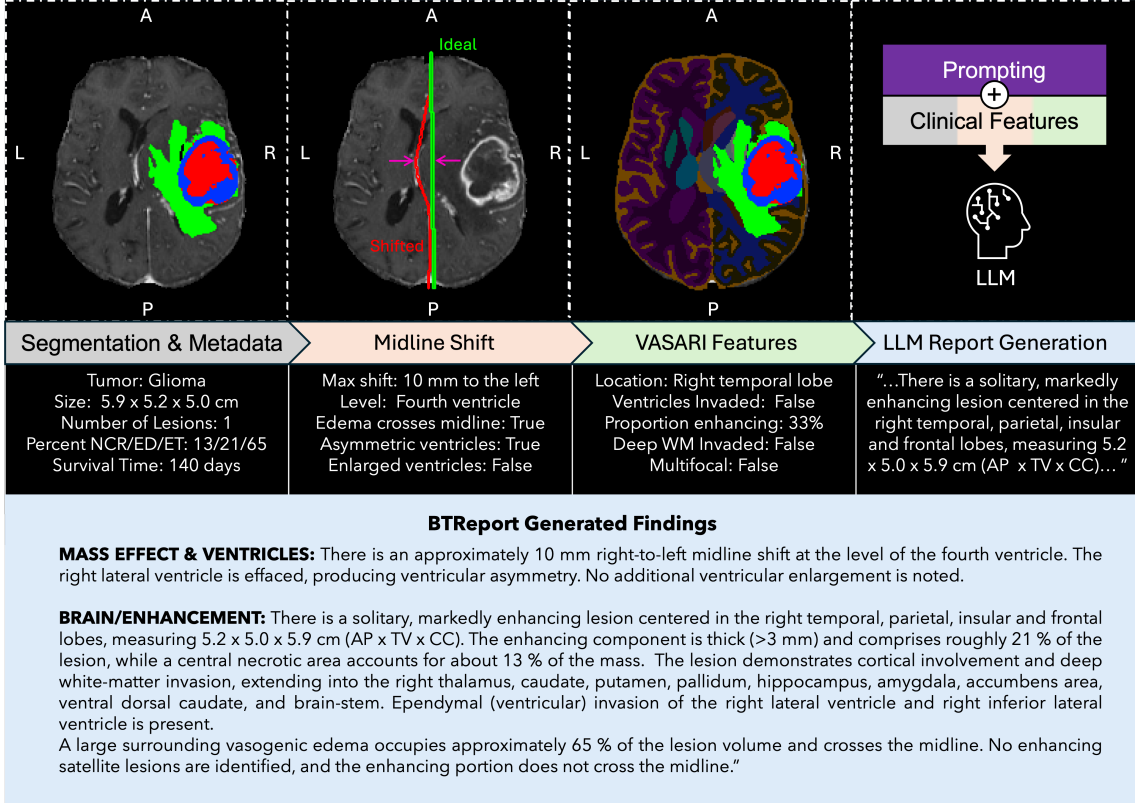 A
L
R
P
A
Ideal
L
R
Shifted
P
A
L
R
P
Prompting
+
Clinical Features
LLM
Segmentation & Metadata
Midline Shift
VASARI Features
LLM Report Generation
Tumor: Glioma
Size:  5.9 x 5.2 x 5.0 cm
Number of Lesions: 1
Percent NCR/ED/ET: 13/21/65
Survival Time: 140 days
Max shift: 10 mm to the left
Level:  Fourth ventricle
Edema crosses midline: True
Asymmetric ventricles: True
Enlarged ventricles: False
Location: Right temporal lobe
Ventricles Invaded:  False
Proportion enhancing: 33%
Deep WM Invaded: False
Multifocal: False
“...There is a solitary, markedly
enhancing lesion centered in the
right temporal, parietal, insular
and frontal lobes, measuring 5.2
x 5.0 x 5.9 cm (AP  x TV x CC)... ”
BTReport Generated Findings
MASS EFFECT & VENTRICLES: There is an approximately 10 mm right-to-left midline shift at the level of the fourth ventricle. The
right lateral ventricle is effaced, producing ventricular asymmetry. No additional ventricular enlargement is noted.
BRAIN/ENHANCEMENT: There is a solitary, markedly enhancing lesion centered in the right temporal, parietal, insular and frontal
lobes, measuring 5.2 x 5.0 x 5.9 cm (AP x TV x CC). The enhancing component is thick (>3 mm) and comprises roughly 21 % of the
lesion, while a central necrotic area accounts for about 13 % of the mass.  The lesion demonstrates cortical involvement and deep
white-matter invasion, extending into the right thalamus, caudate, putamen, pallidum, hippocampus, amygdala, accumbens area,
ventral dorsal caudate, and brain-stem. Ependymal (ventricular) invasion of the right lateral ventricle and right inferior lateral
ventricle is present.
A large surrounding vasogenic edema occupies approximately 65 % of the lesion volume and crosses the midline. No enhancing
satellite lesions are identified, and the enhancing portion does not cross the midline.”